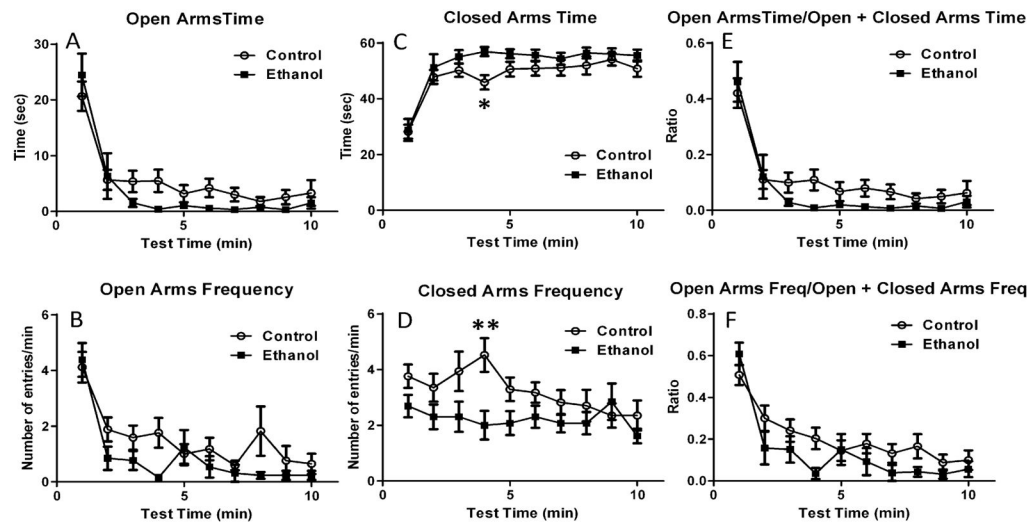 Open ArmsTime
A
Control
Ethanol
30
20
10
0
Time (sec)
0
5
10
Test Time (min)
Closed Arms Time
C
60
40
20
0
Time (sec)
*
Control
Ethanol
0
5
10
Test Time (min)
Open ArmsTime/Open + Closed Arms Time
E
Control
Ethanol
0.6
0.4
0.2
0.0
Ratio
0
5
10
Test Time (min)
Open Arms Frequency
B
Control
Ethanol
6
4
2
0
Number of entries/min
0
5
10
Test Time (min)
Closed Arms Frequency
D
**
Control
Ethanol
6
4
2
0
Number of entries/min
0
5
10
Test Time (min)
Open Arms Freq/Open + Closed Arms Freq
F
Control
Ethanol
0.8
0.6
0.4
0.2
0.0
Ratio
0
5
10
Test Time (min)